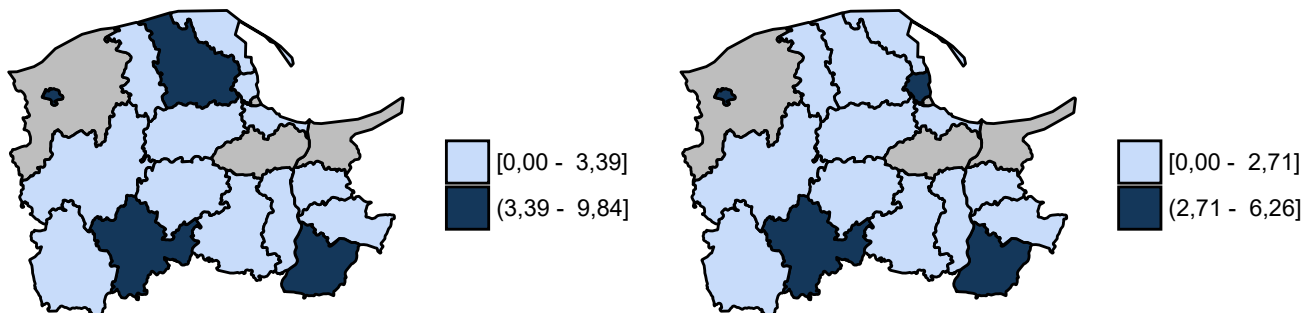 [0,00 - 3,39]
(3,39 - 9,84]
[0,00 - 2,71]
(2,71 - 6,26]